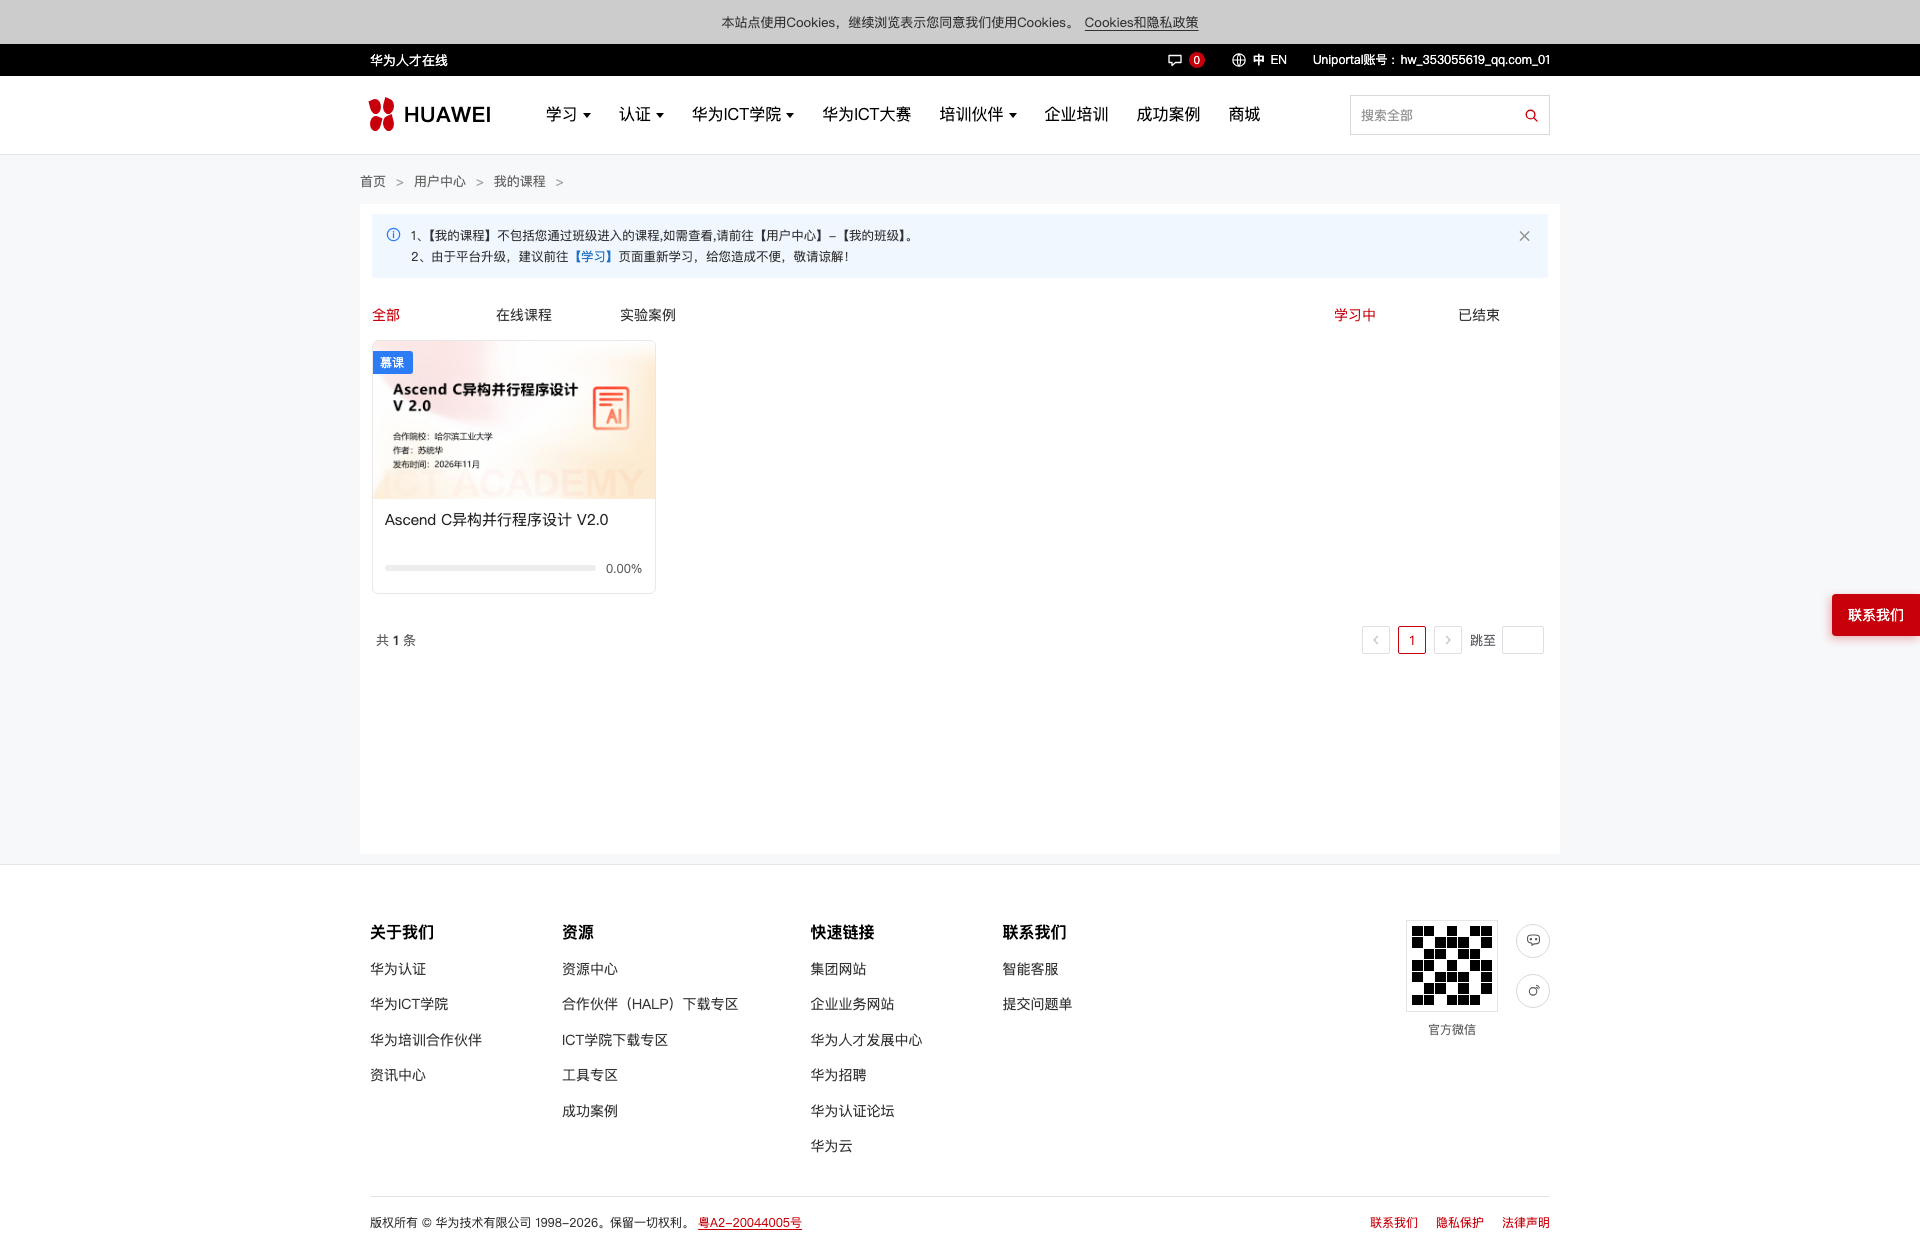 本站点使用Cookies，继续浏览表示您同意我们使用Cookies。 Cookies和隐私政策
华为人才在线
0
中 EN
Uniportal账号：hw_353055619_qq.com_01
HUAWEI
学习
认证
华为ICT学院
华为ICT大赛
培训伙伴
企业培训
成功案例
商城
搜索全部
首页 > 用户中心 > 我的课程 >
1、【我的课程】不包括您通过班级进入的课程,如需查看,请前往【用户中心】-【我的班级】。
2、由于平台升级，建议前往【学习】页面重新学习，给您造成不便，敬请谅解！
全部
在线课程
实验案例
学习中
已结束
慕课
Ascend C异构并行程序设计
V 2.0
AI
合作院校：哈尔滨工业大学
作者：苏统华
发布时间：2026年11月
ICT ACADEMY
Ascend C异构并行程序设计 V2.0
0.00%
共 1 条
1
跳至
联系我们
关于我们
华为认证
华为ICT学院
华为培训合作伙伴
资讯中心
资源
资源中心
合作伙伴（HALP）下载专区
ICT学院下载专区
工具专区
成功案例
快速链接
集团网站
企业业务网站
华为人才发展中心
华为招聘
华为认证论坛
华为云
联系我们
智能客服
提交问题单
官方微信
版权所有 © 华为技术有限公司 1998-2026。保留一切权利。 粤A2-20044005号
联系我们
隐私保护
法律声明